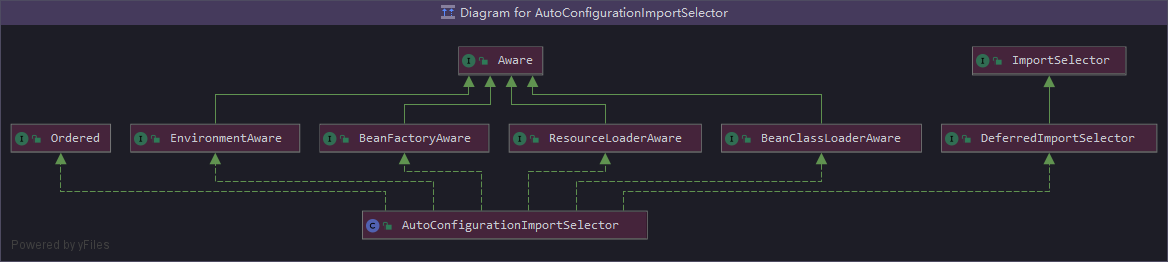 Diagram for AutoConfigurationImportSelector
Aware
ImportSelector
Ordered
EnvironmentAware
BeanFactoryAware
ResourceLoaderAware
BeanClassLoaderAware
DeferredImportSelector
AutoConfigurationImportSelector
Powered by yFiles